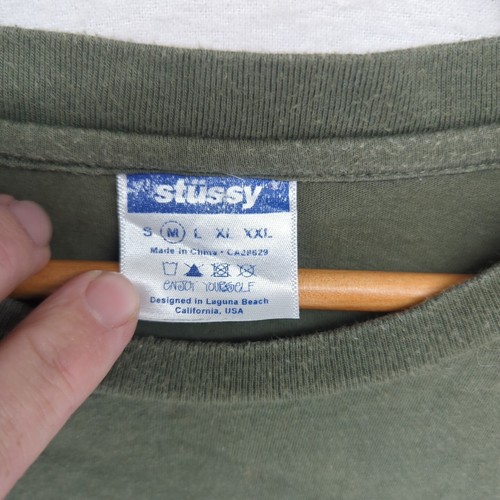 stüssy
S M L XL XXL
Made in China • CA28629
enjoy yourself
Designed in Laguna Beach
California, USA